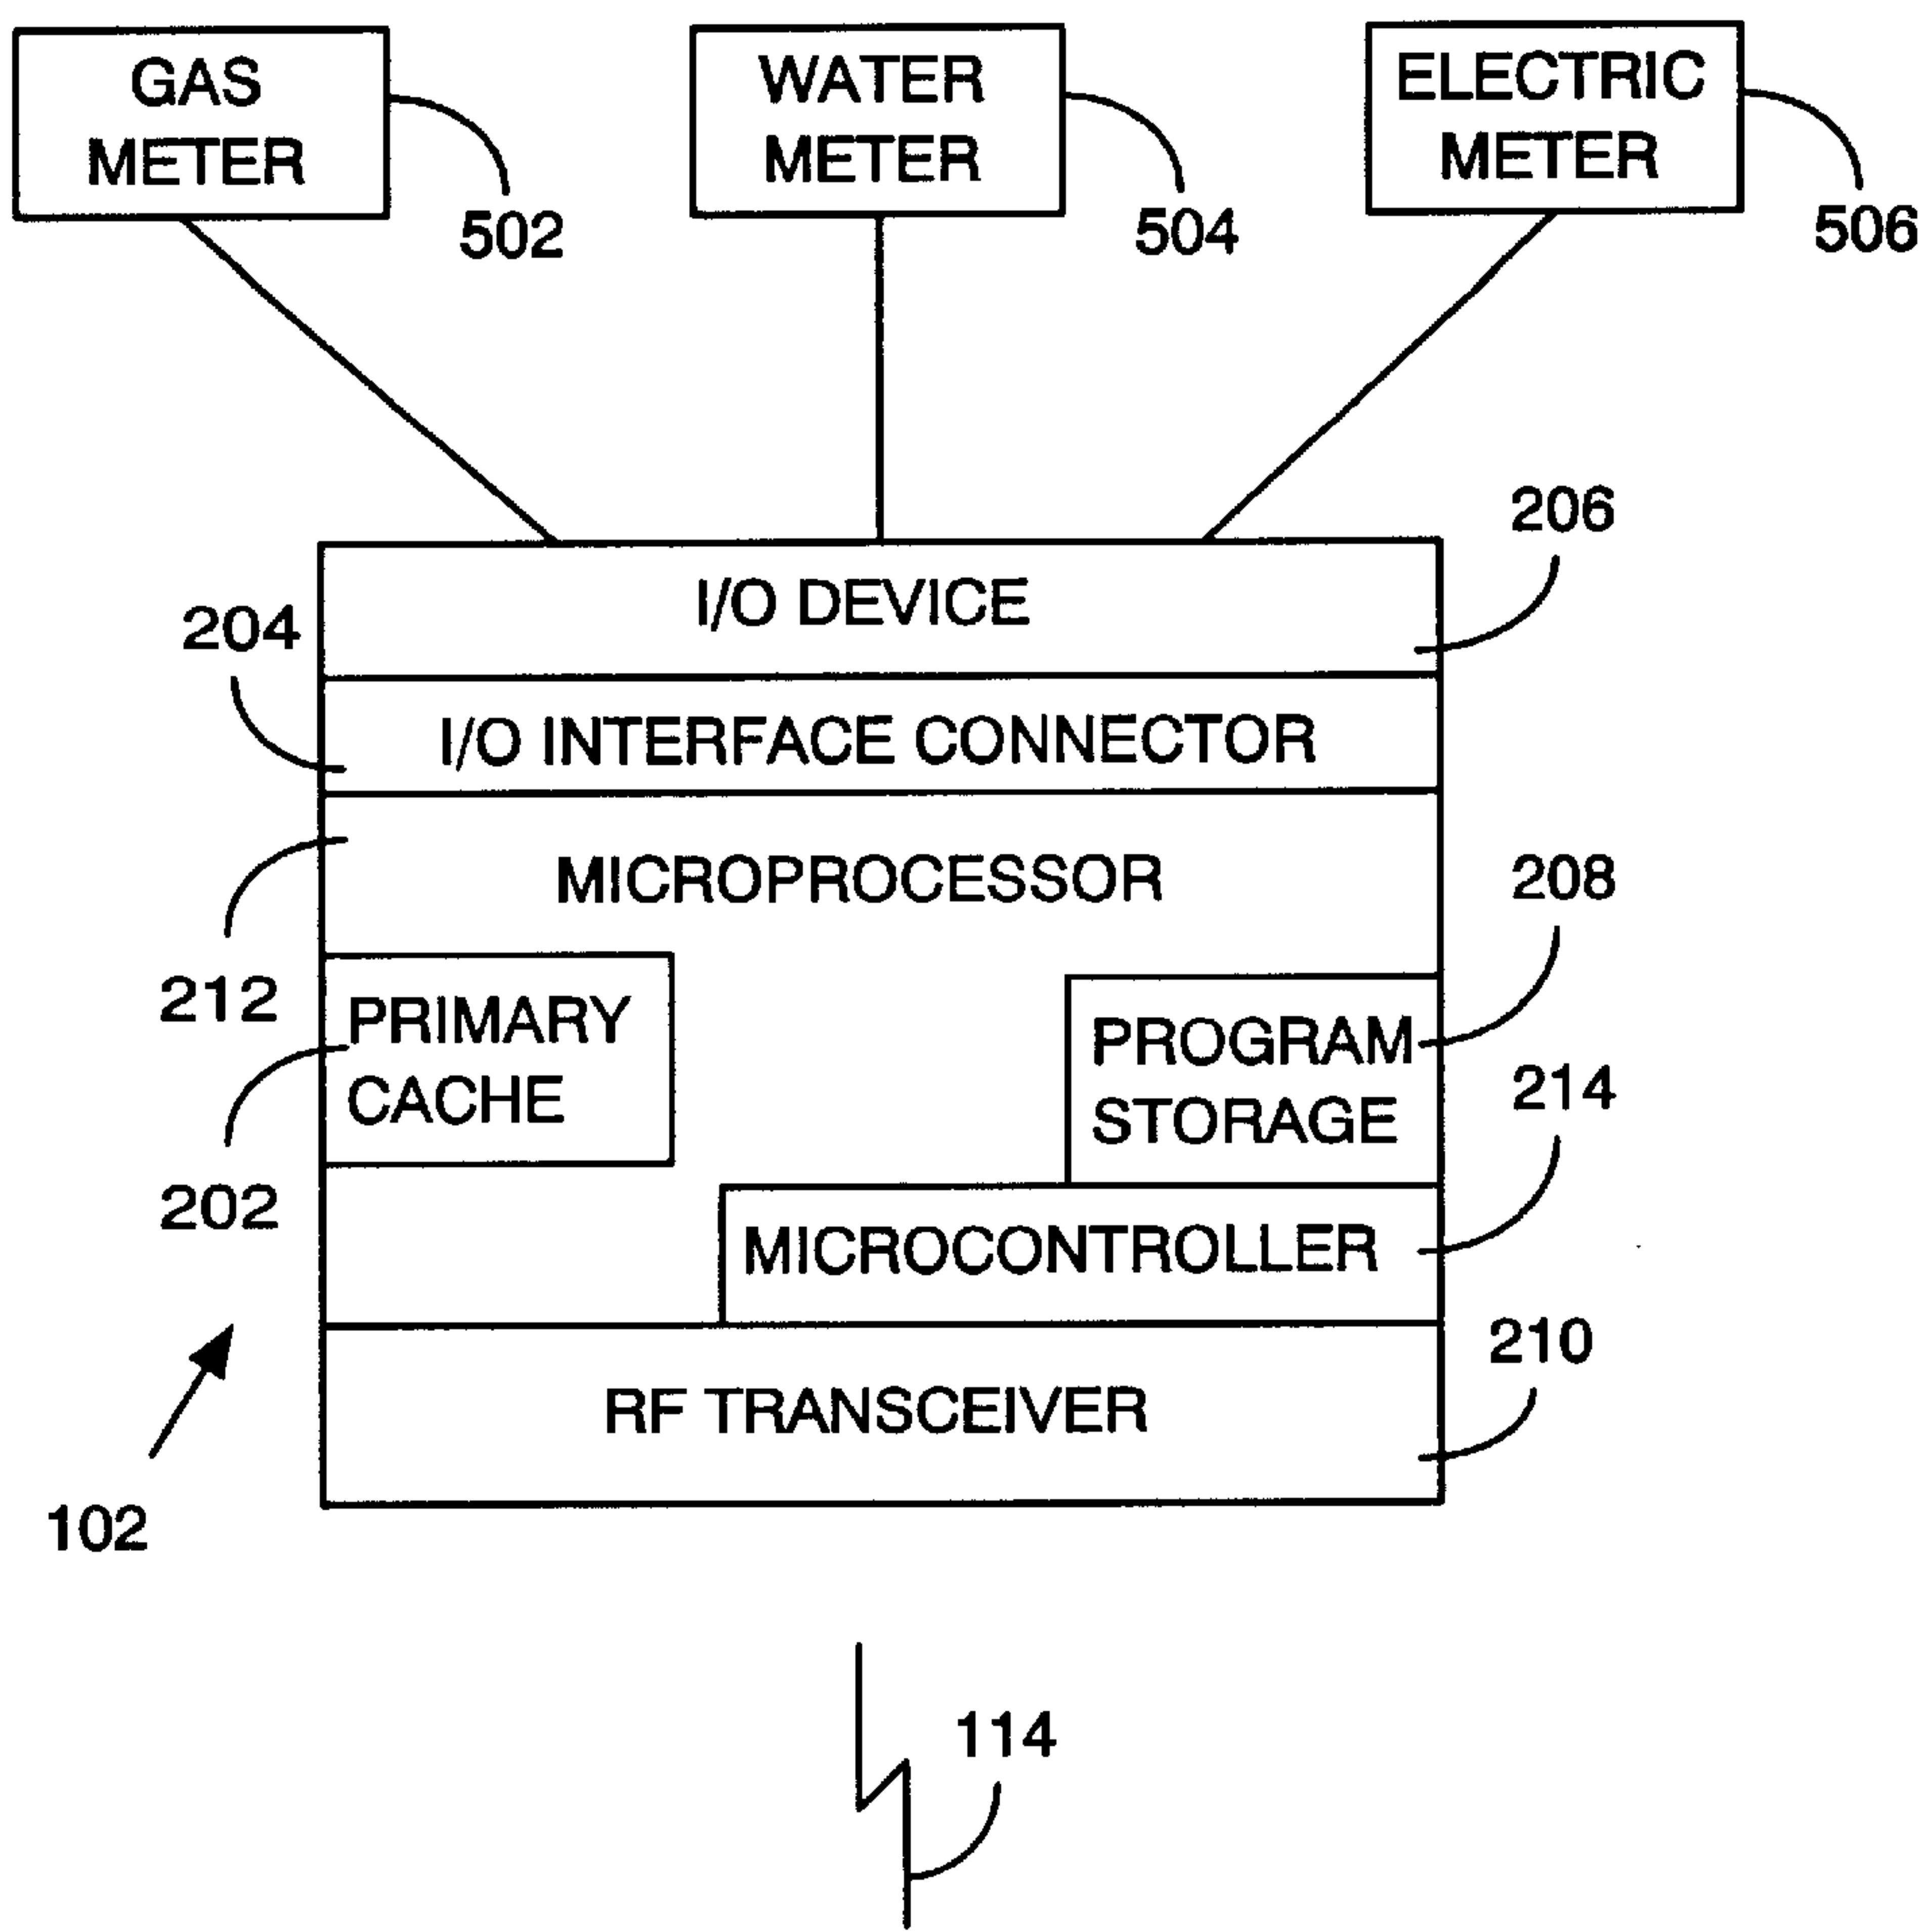 GAS
METER
502
WATER
METER
504
ELECTRIC
METER
506
206
I/O DEVICE
204
I/O INTERFACE CONNECTOR
MICROPROCESSOR
208
212
PRIMARY
CACHE
PROGRAM
STORAGE
214
202
MICROCONTROLLER
210
RF TRANSCEIVER
102
114